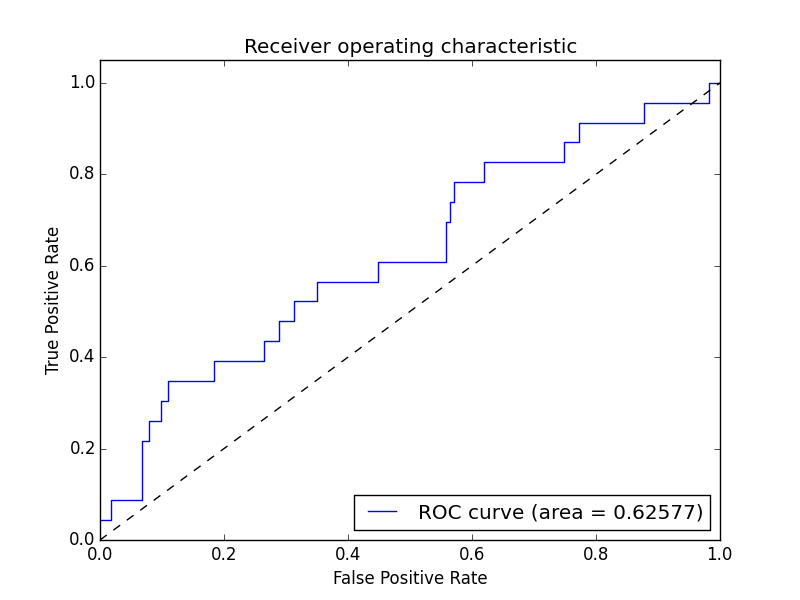 Receiver operating characteristic
True Positive Rate
1.0
0.8
0.6
0.4
0.2
0.0
ROC curve (area = 0.62577)
0.0 0.2 0.4 0.6 0.8 1.0
False Positive Rate